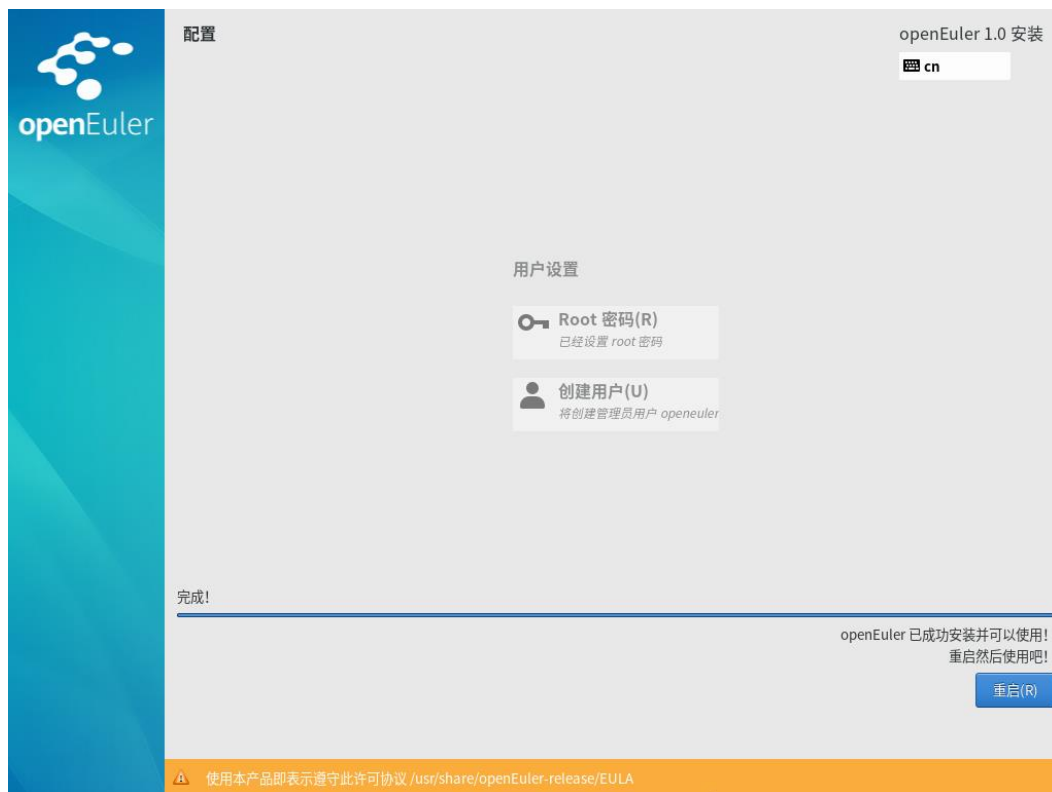 openEuler
配置
openEuler 1.0 安装
cn
用户设置
Root 密码(R)
已经设置 root 密码
创建用户(U)
将创建管理员用户 openeuler
完成!
openEuler 已成功安装并可以使用!
重启然后使用吧!
重启(R)
使用本产品即表示遵守此许可协议 /usr/share/openEuler-release/EULA